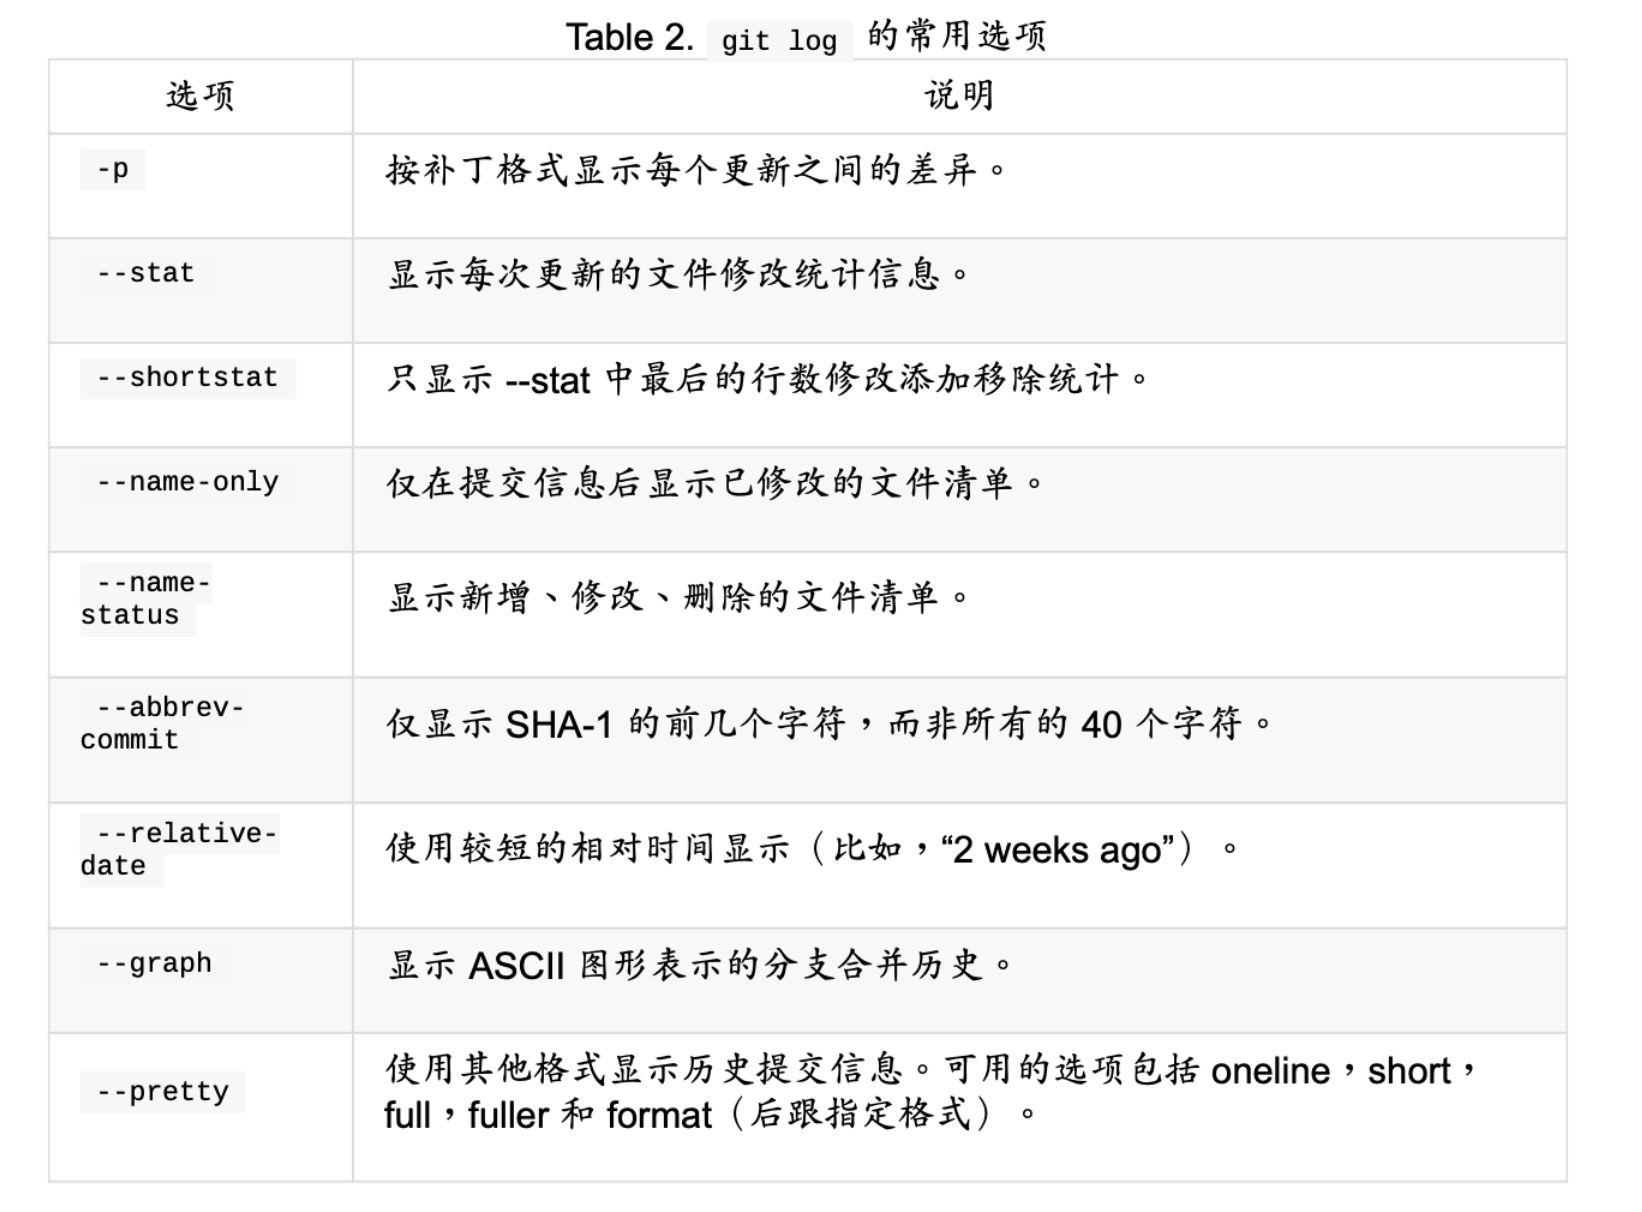 Table 2. git log 的常用选项
选项 说明
-p 按补丁格式显示每个更新之间的差异。
--stat 显示每次更新的文件修改统计信息。
--shortstat 只显示 --stat 中最后的行数修改添加移除统计。
--name-only 仅在提交信息后显示已修改的文件清单。
--name-
status
显示新增、修改、删除的文件清单。
--abbrev-
commit
仅显示 SHA-1 的前几个字符，而非所有的 40 个字符。
--relative-
date
使用较短的相对时间显示（比如，“2 weeks ago”）。
--graph 显示 ASCII 图形表示的分支合并历史。
--pretty
使用其他格式显示历史提交信息。可用的选项包括 oneline，short，
full，fuller 和 format（后跟指定格式）。